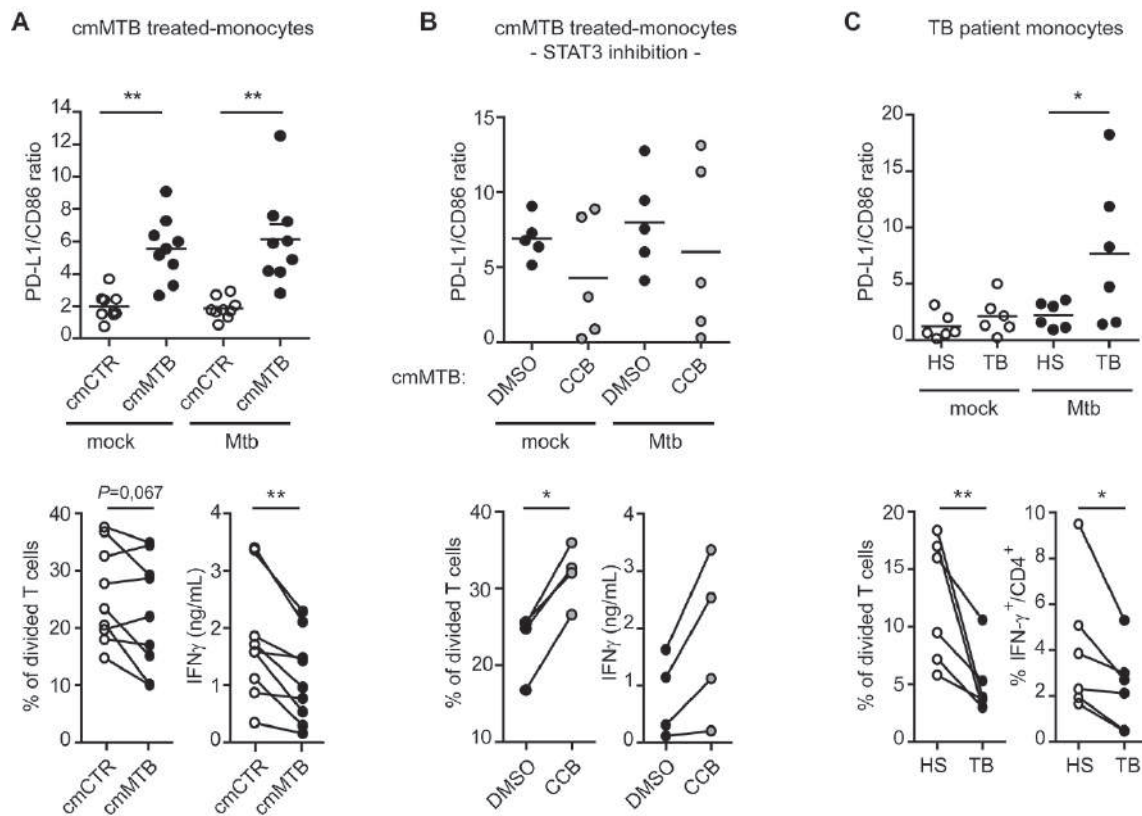 A
cmMTB treated-monocytes
PD-L1/CD86 ratio
14
12
10
8
6
4
2
0
**
**
cmCTR
cmMTB
cmCTR
cmMTB
mock
Mtb
% of divided T cells
40
30
20
10
0
P=0,067
cmCTR
cmMTB
IFNγ (ng/mL)
4
3
2
1
0
**
cmCTR
cmMTB
B
cmMTB treated-monocytes
- STAT3 inhibition -
PD-L1/CD86 ratio
15
10
5
0
cmMTB:
DMSO
CCB
DMSO
CCB
mock
Mtb
% of divided T cells
40
30
20
10
*
DMSO
CCB
IFNγ (ng/mL)
4
3
2
1
0
DMSO
CCB
C
TB patient monocytes
PD-L1/CD86 ratio
20
15
10
5
0
*
HS
TB
HS
TB
mock
Mtb
% of divided T cells
20
15
10
5
0
**
HS
TB
% IFN-γ⁺/CD4⁺
10
8
6
4
2
0
*
HS
TB